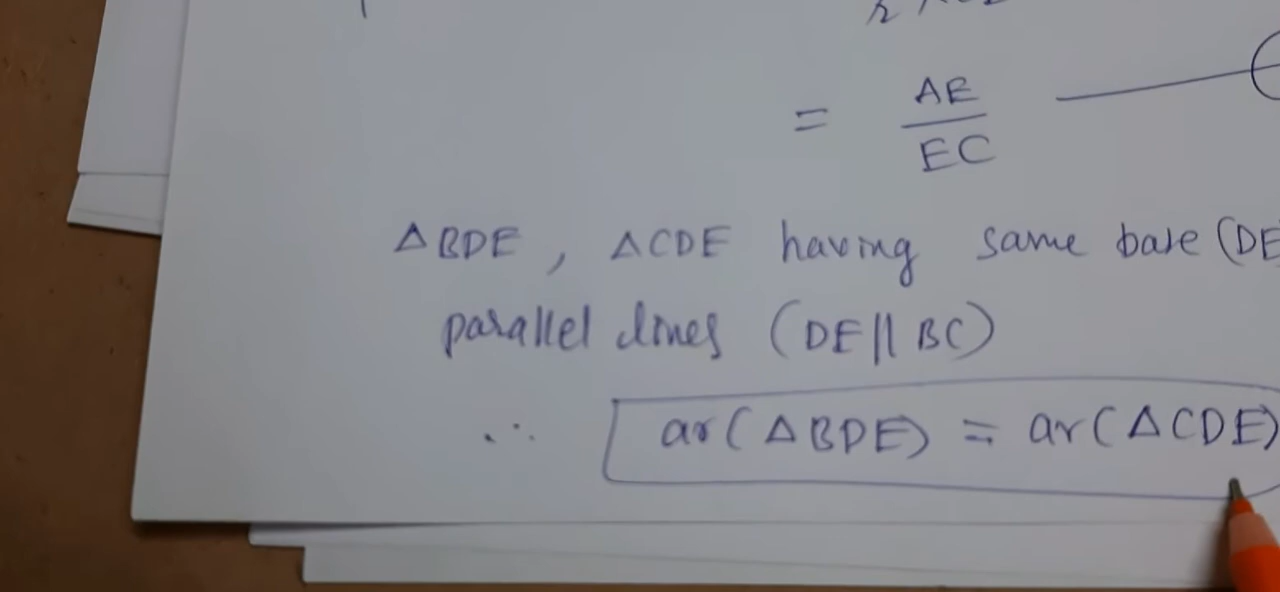 = AE
EC
ΔBDE , ΔCDE having same base (DE
parallel lines (DE || BC)
∴ ar(ΔBDE) = ar(ΔCDE)